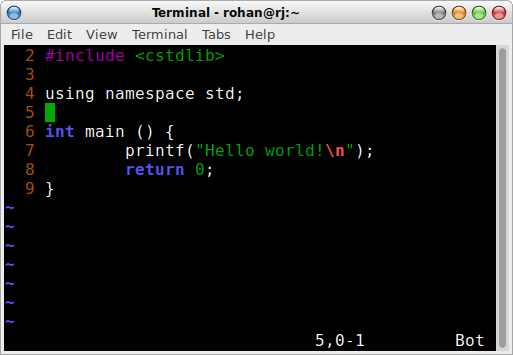 Terminal - rohan@rj:~
File Edit View Terminal Tabs Help
2 #include <cstdlib>
3
4 using namespace std;
5
6 int main () {
7         printf("Hello world!\n");
8         return 0;
9 }
~
~
~
~
~
~
~
5,0-1 Bot